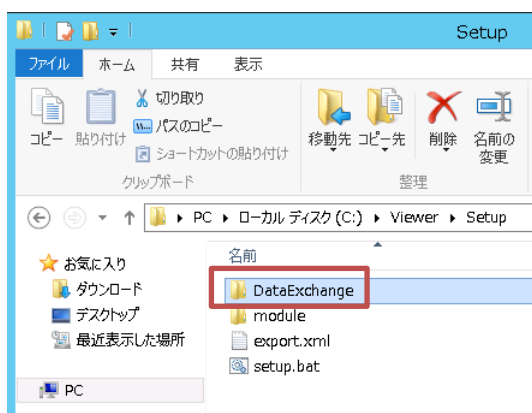 Setup
ファイル ホーム 共有 表示
コピー 貼り付け 切り取り
パスのコピー
ショートカットの貼り付け
移動先 コピー先 削除 名前の
変更
クリップボード 整理
PC ローカル ディスク (C:) Viewer Setup
お気に入り
ダウンロード
デスクトップ
最近表示した場所
PC
名前
DataExchange
module
export.xml
setup.bat